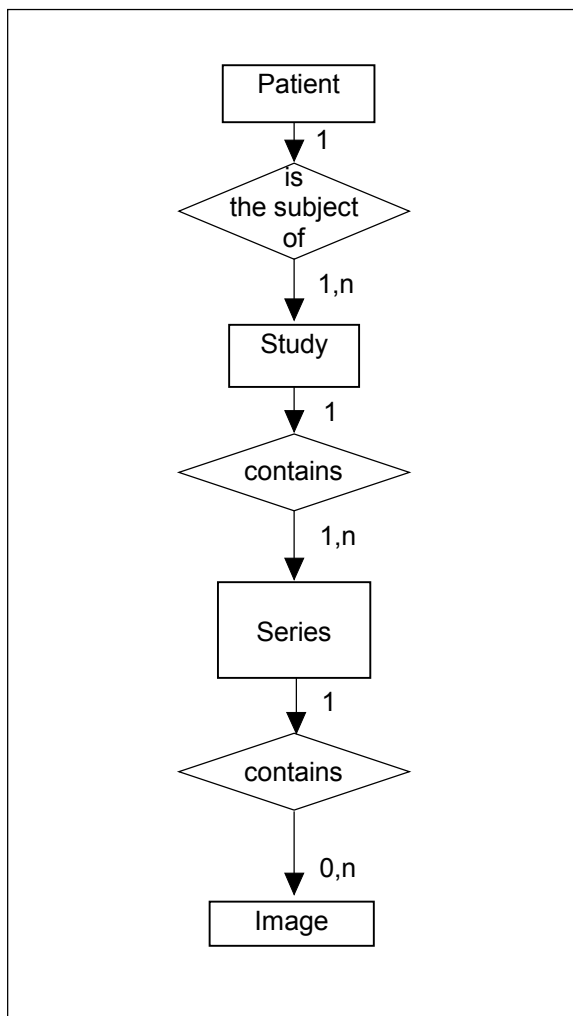 Patient
1
is
the subject
of
1,n
Study
1
contains
1,n
Series
1
contains
0,n
Image